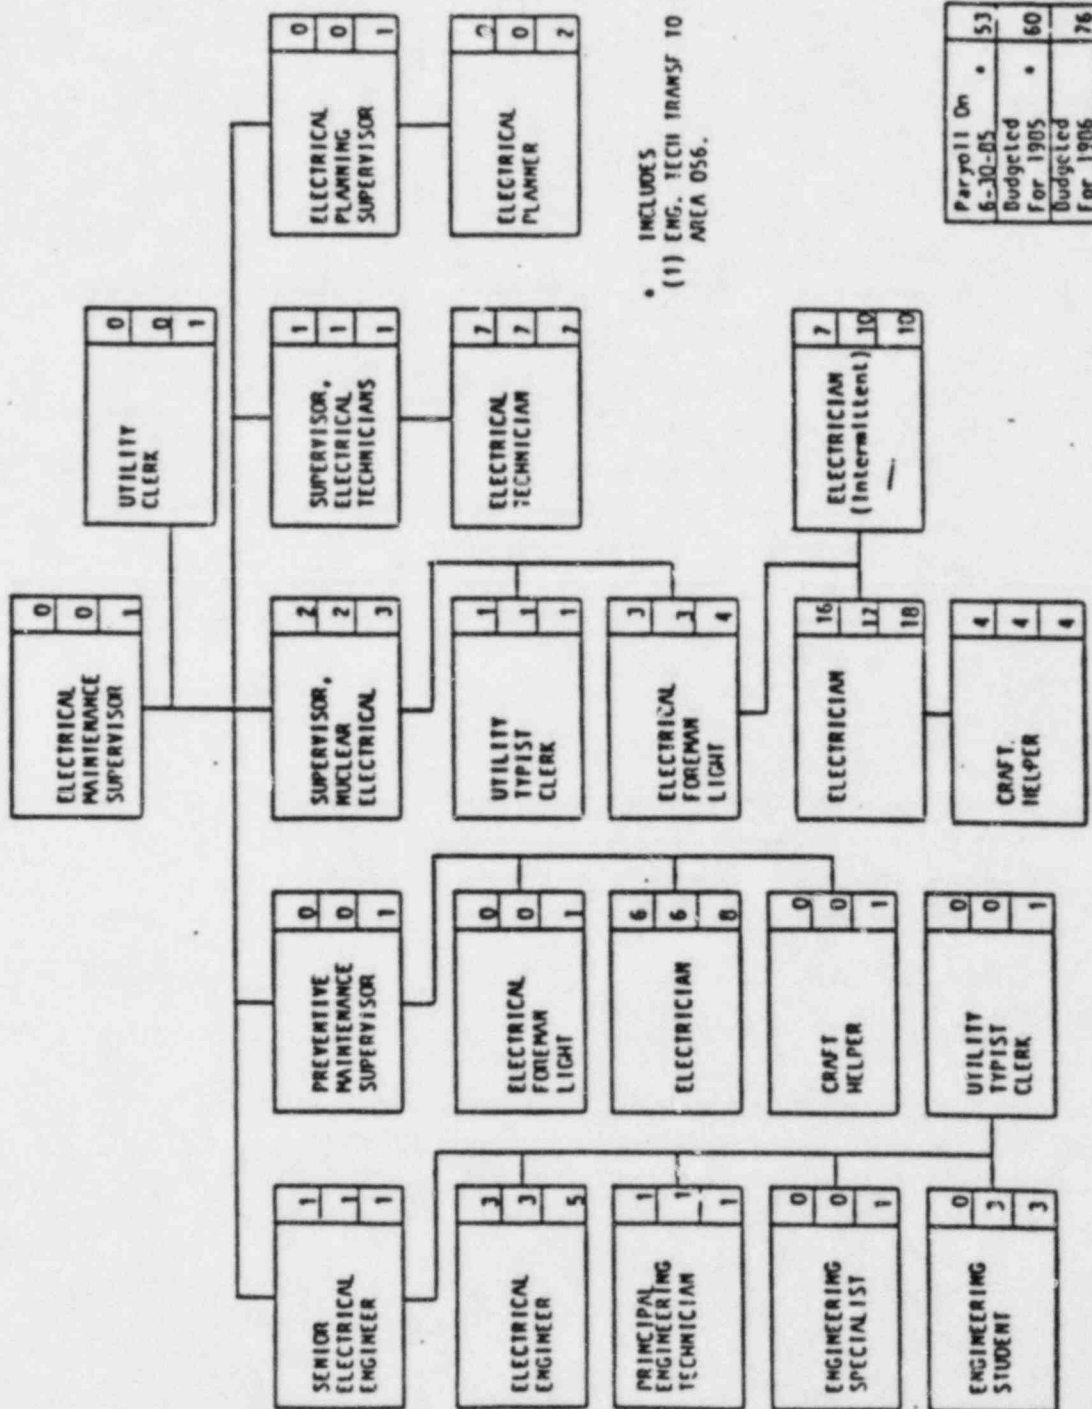 ELECTRICAL
MAINTENANCE
SUPERVISOR
0
0
1
UTILITY
CLERK
0
0
1
SENIOR
ELECTRICAL
ENGINEER
1
1
1
PREVENTIVE
MAINTENANCE
SUPERVISOR
0
0
1
SUPERVISOR,
NUCLEAR
ELECTRICAL
2
2
3
SUPERVISOR,
ELECTRICAL
TECHNICIANS
1
1
1
ELECTRICAL
PLANNING
SUPERVISOR
0
0
1
ELECTRICAL
ENGINEER
3
3
5
ELECTRICAL
FOREMAN
LIGHT
0
0
1
UTILITY
TYPIST
CLERK
1
1
1
ELECTRICAL
TECHNICIAN
7
7
7
ELECTRICAL
PLANNER
0
0
2
PRINCIPAL
ENGINEERING
TECHNICIAN
1
1
1
ELECTRICIAN
6
6
8
ELECTRICAL
FOREMAN
LIGHT
3
3
4
* INCLUDES
(1) ENG. TECH TRANSF TO
AREA 056.
ENGINEERING
SPECIALIST
0
0
1
CRAFT
HELPER
0
0
1
ELECTRICIAN
16
17
18
ELECTRICIAN
(Intermittent)
7
10
10
ENGINEERING
STUDENT
0
3
3
UTILITY
TYPIST
CLERK
0
0
1
CRAFT.
HELPER
4
4
4
Paryoll On
6-30-85 * 53
Budgeted
For 1985 * 60
Budgeted
For 1986 76